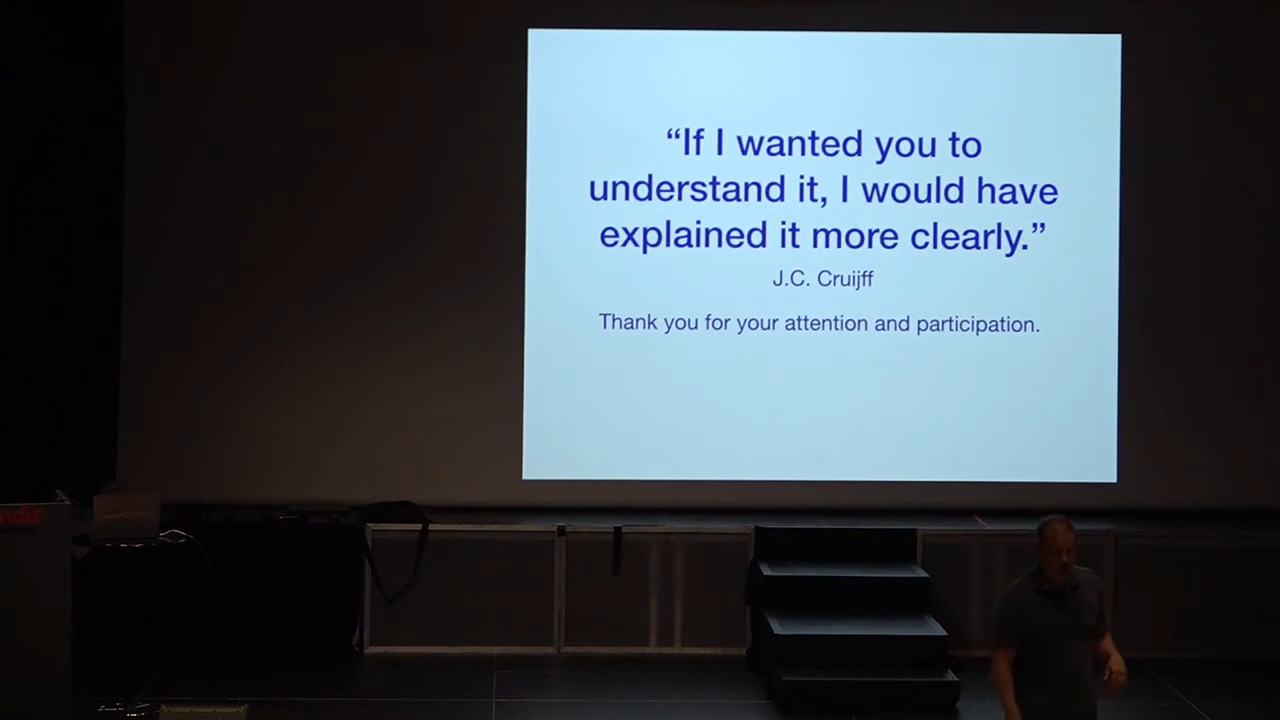 “If I wanted you to
understand it, I would have
explained it more clearly.”
J.C. Cruijff
Thank you for your attention and participation.